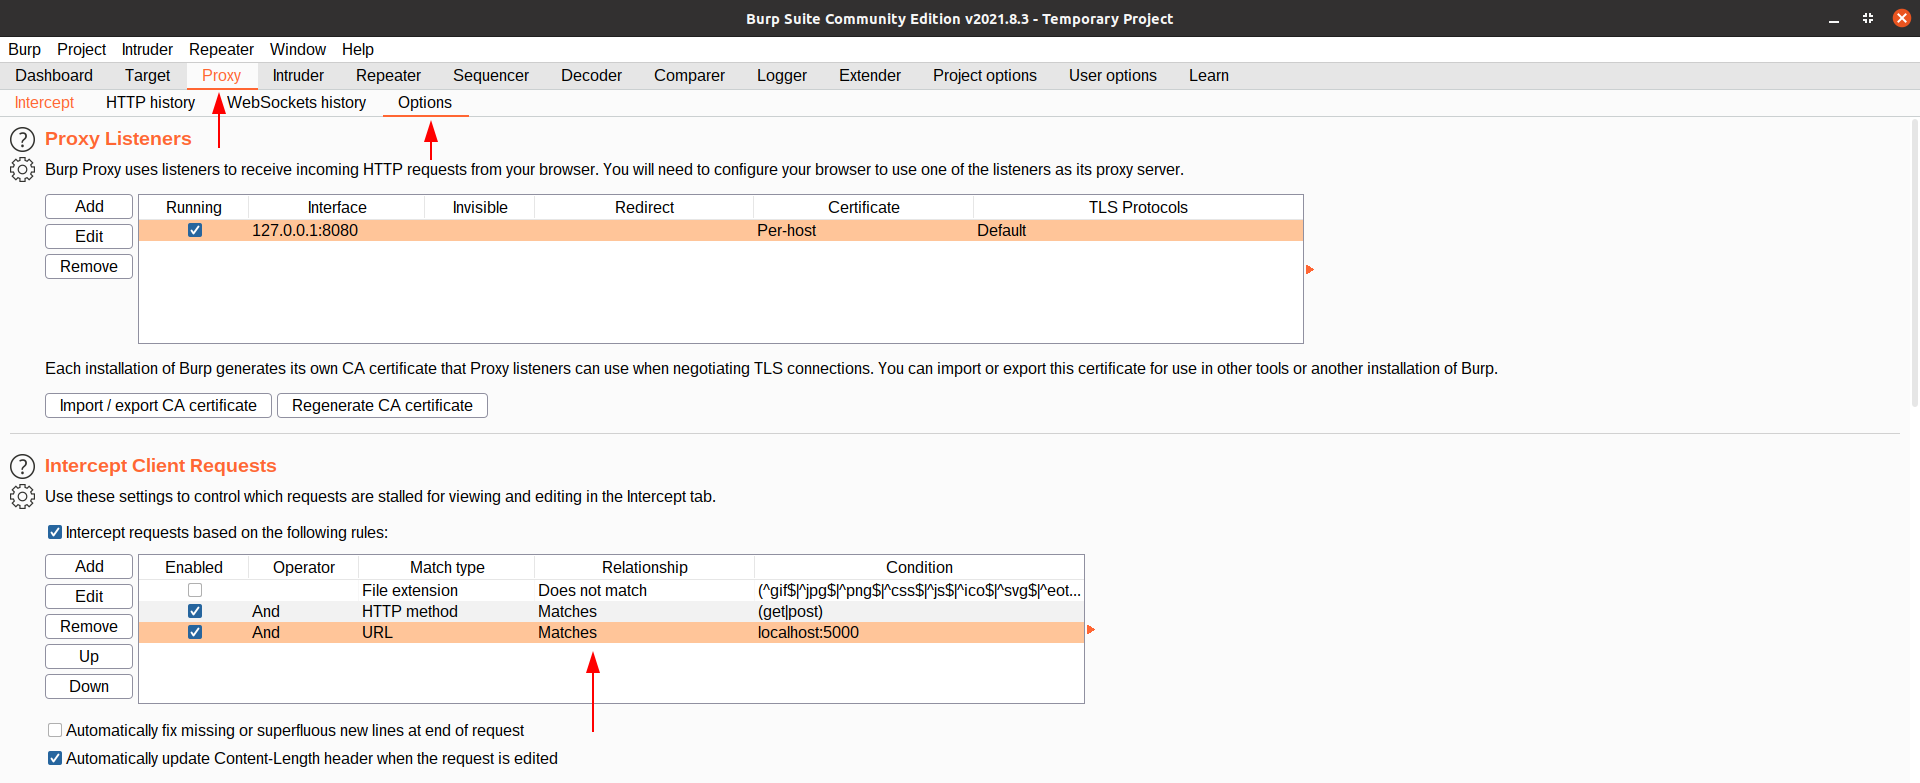 Burp Suite Community Edition v2021.8.3 - Temporary Project
Burp Project Intruder Repeater Window Help
Dashboard Target Proxy Intruder Repeater Sequencer Decoder Comparer Logger Extender Project options User options Learn
Intercept HTTP history WebSockets history Options
Proxy Listeners
Burp Proxy uses listeners to receive incoming HTTP requests from your browser. You will need to configure your browser to use one of the listeners as its proxy server.
Add Running Interface Invisible Redirect Certificate TLS Protocols
Edit 127.0.0.1:8080 Per-host Default
Remove
Each installation of Burp generates its own CA certificate that Proxy listeners can use when negotiating TLS connections. You can import or export this certificate for use in other tools or another installation of Burp.
Import / export CA certificate Regenerate CA certificate
Intercept Client Requests
Use these settings to control which requests are stalled for viewing and editing in the Intercept tab.
Intercept requests based on the following rules:
Add Enabled Operator Match type Relationship Condition
Edit File extension Does not match (^gif$|^jpg$|^png$|^css$|^js$|^ico$|^svg$|^eot...
And HTTP method Matches (get|post)
Remove And URL Matches localhost:5000
Up
Down
Automatically fix missing or superfluous new lines at end of request
Automatically update Content-Length header when the request is edited